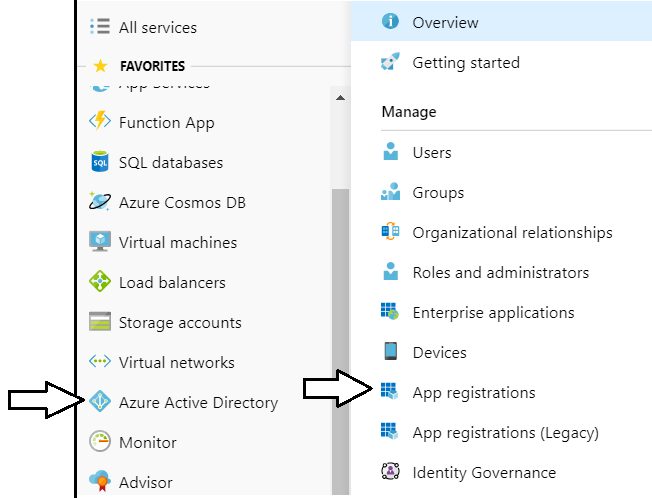 All services
FAVORITES
App Services
Function App
SQL databases
Azure Cosmos DB
Virtual machines
Load balancers
Storage accounts
Virtual networks
Azure Active Directory
Monitor
Advisor
Overview
Getting started
Manage
Users
Groups
Organizational relationships
Roles and administrators
Enterprise applications
Devices
App registrations
App registrations (Legacy)
Identity Governance